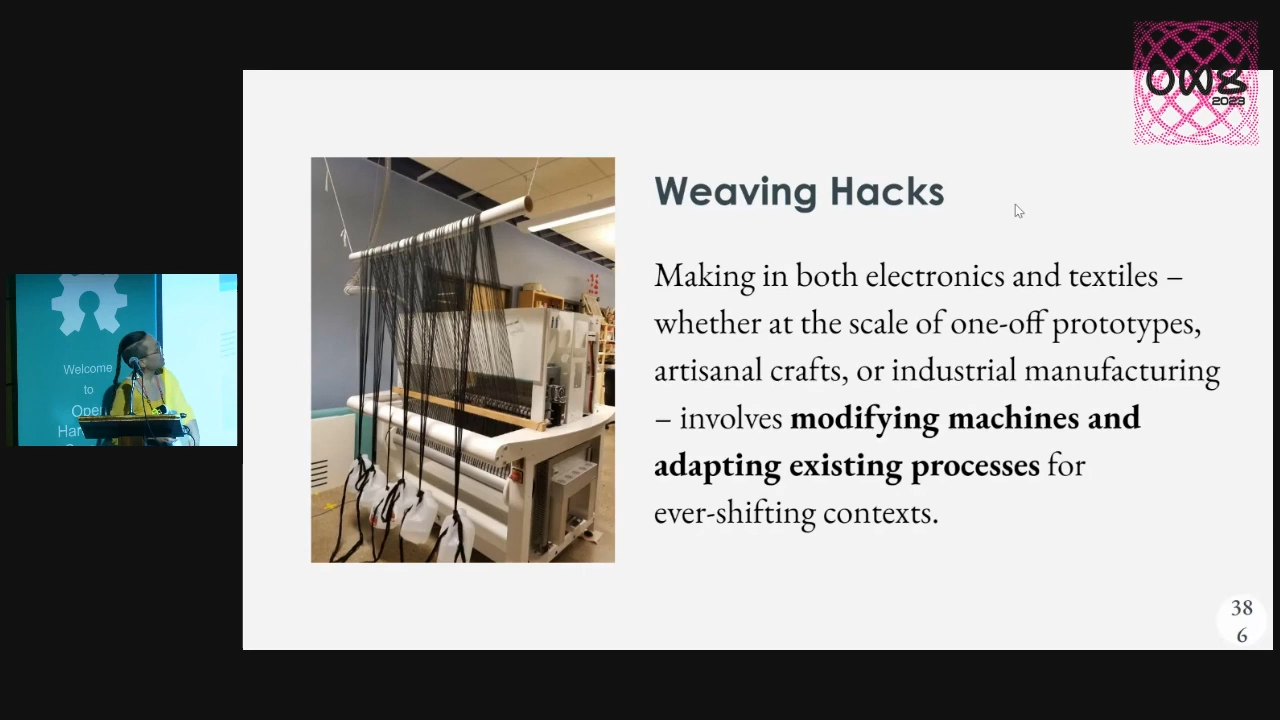 OW8
2023
Weaving Hacks
Making in both electronics and textiles –
whether at the scale of one-off prototypes,
artisanal crafts, or industrial manufacturing
– involves modifying machines and
adapting existing processes for
ever-shifting contexts.
Welcome
to
38
6